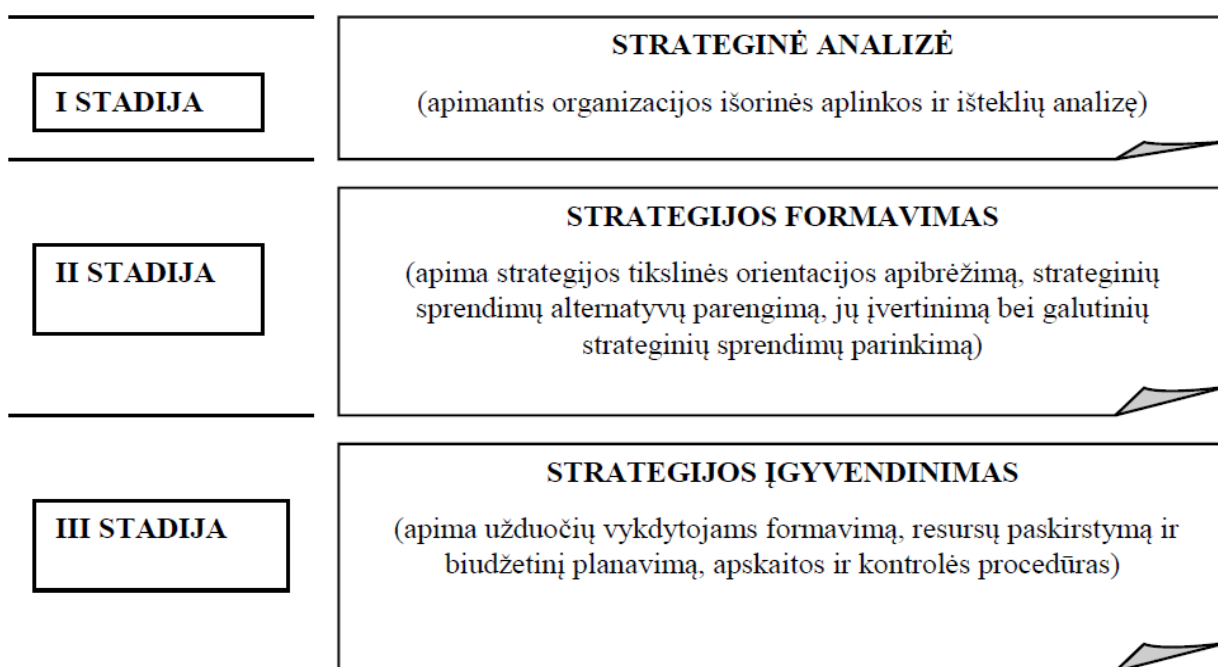 STRATEGINĖ ANALIZĖ
I STADIJA
(apimantis organizacijos išorinės aplinkos ir išteklių analizę)
STRATEGIJOS FORMAVIMAS
II STADIJA
(apima strategijos tikslinės orientacijos apibrėžimą, strateginių
sprendimų alternatyvų parengimą, jų įvertinimą bei galutinių
strateginių sprendimų parinkimą)
STRATEGIJOS ĮGYVENDINIMAS
III STADIJA
(apima užduočių vykdytojams formavimą, resursų paskirstymą ir
biudžetinį planavimą, apskaitos ir kontrolės procedūras)